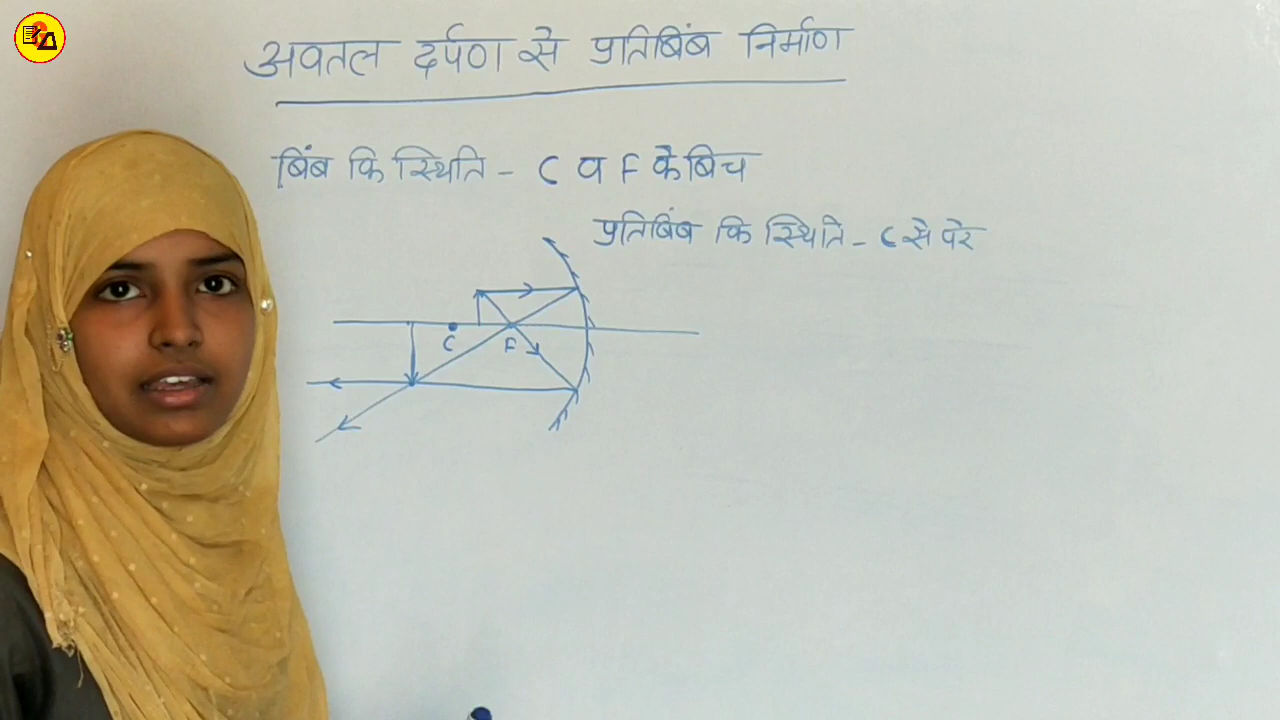 अवतल दर्पण से प्रतिबिंब निर्माण
बिंब कि स्थिति - C व F के बिच
प्रतिबिंब कि स्थिति - C से परे
C F